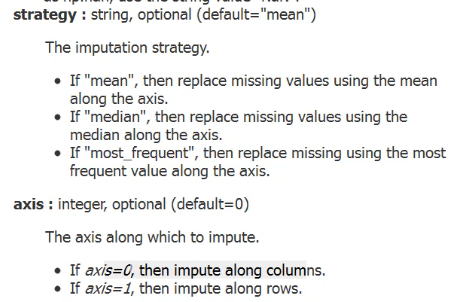 strategy : string, optional (default="mean")
The imputation strategy.
• If "mean", then replace missing values using the mean
along the axis.
• If "median", then replace missing values using the
median along the axis.
• If "most_frequent", then replace missing using the most
frequent value along the axis.
axis : integer, optional (default=0)
The axis along which to impute.
• If axis=0, then impute along columns.
• If axis=1, then impute along rows.